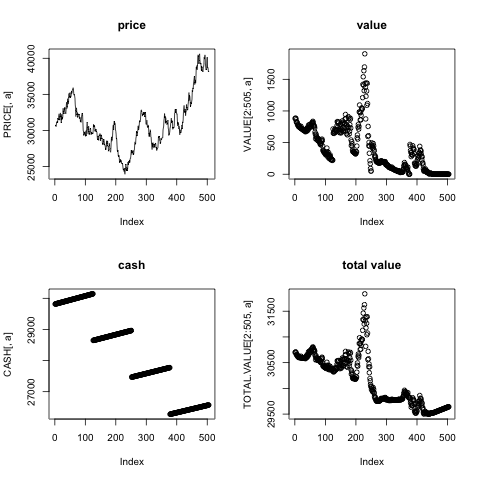 price
PRICE[, a]
25000 30000 35000 40000
0 100 200 300 400 500
Index
value
VALUE[2:505, a]
0 500 1000 1500
0 100 200 300 400 500
Index
cash
CASH[, a]
27000 29000
0 100 200 300 400 500
Index
total value
TOTAL.VALUE[2:505, a]
29500 30500 31500
0 100 200 300 400 500
Index